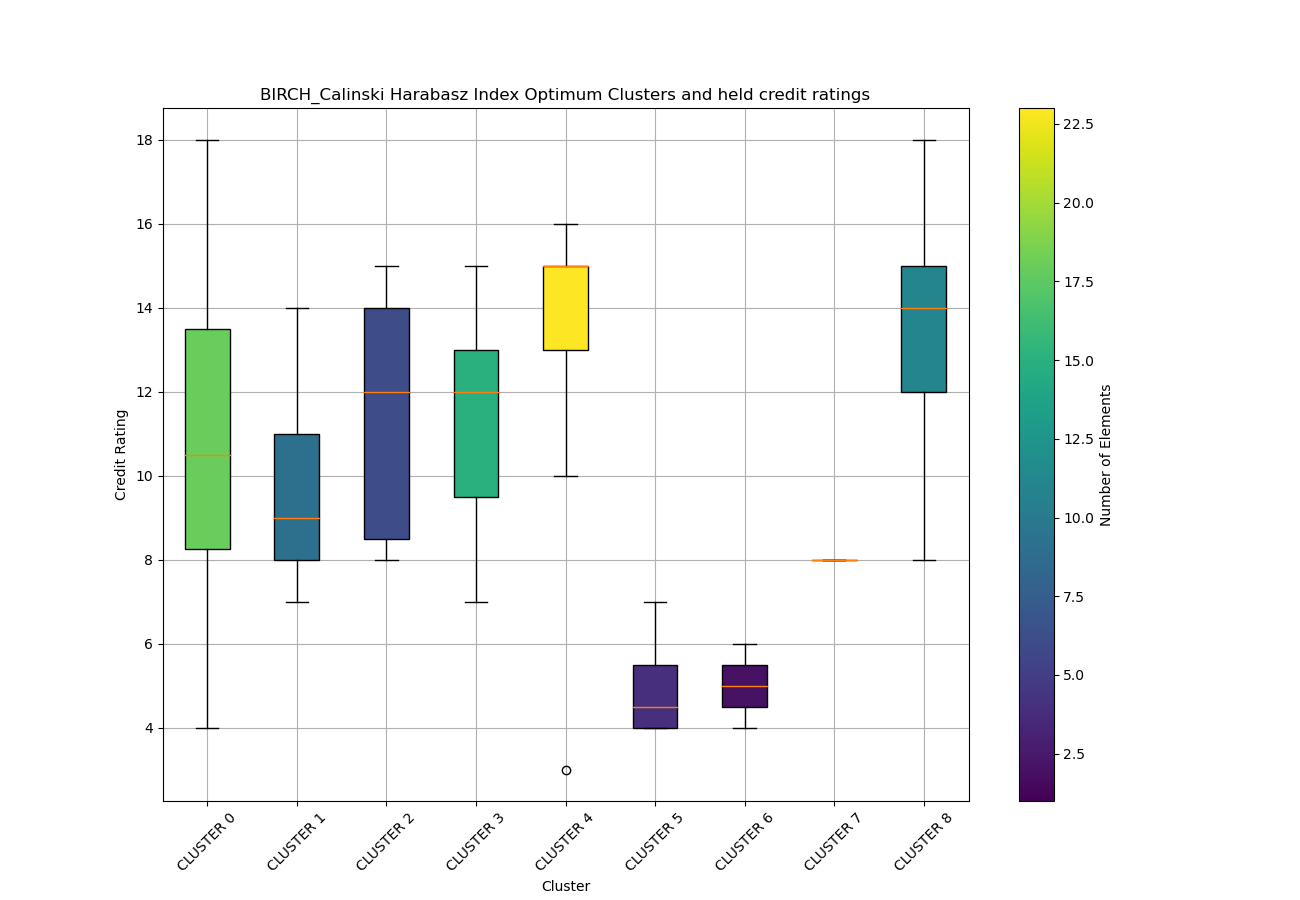 BIRCH_Calinski Harabasz Index Optimum Clusters and held credit ratings
Credit Rating
18
16
14
12
10
8
6
4
CLUSTER 0
CLUSTER 1
CLUSTER 2
CLUSTER 3
CLUSTER 4
CLUSTER 5
CLUSTER 6
CLUSTER 7
CLUSTER 8
Cluster
22.5
20.0
17.5
15.0
12.5
10.0
7.5
5.0
2.5
Number of Elements